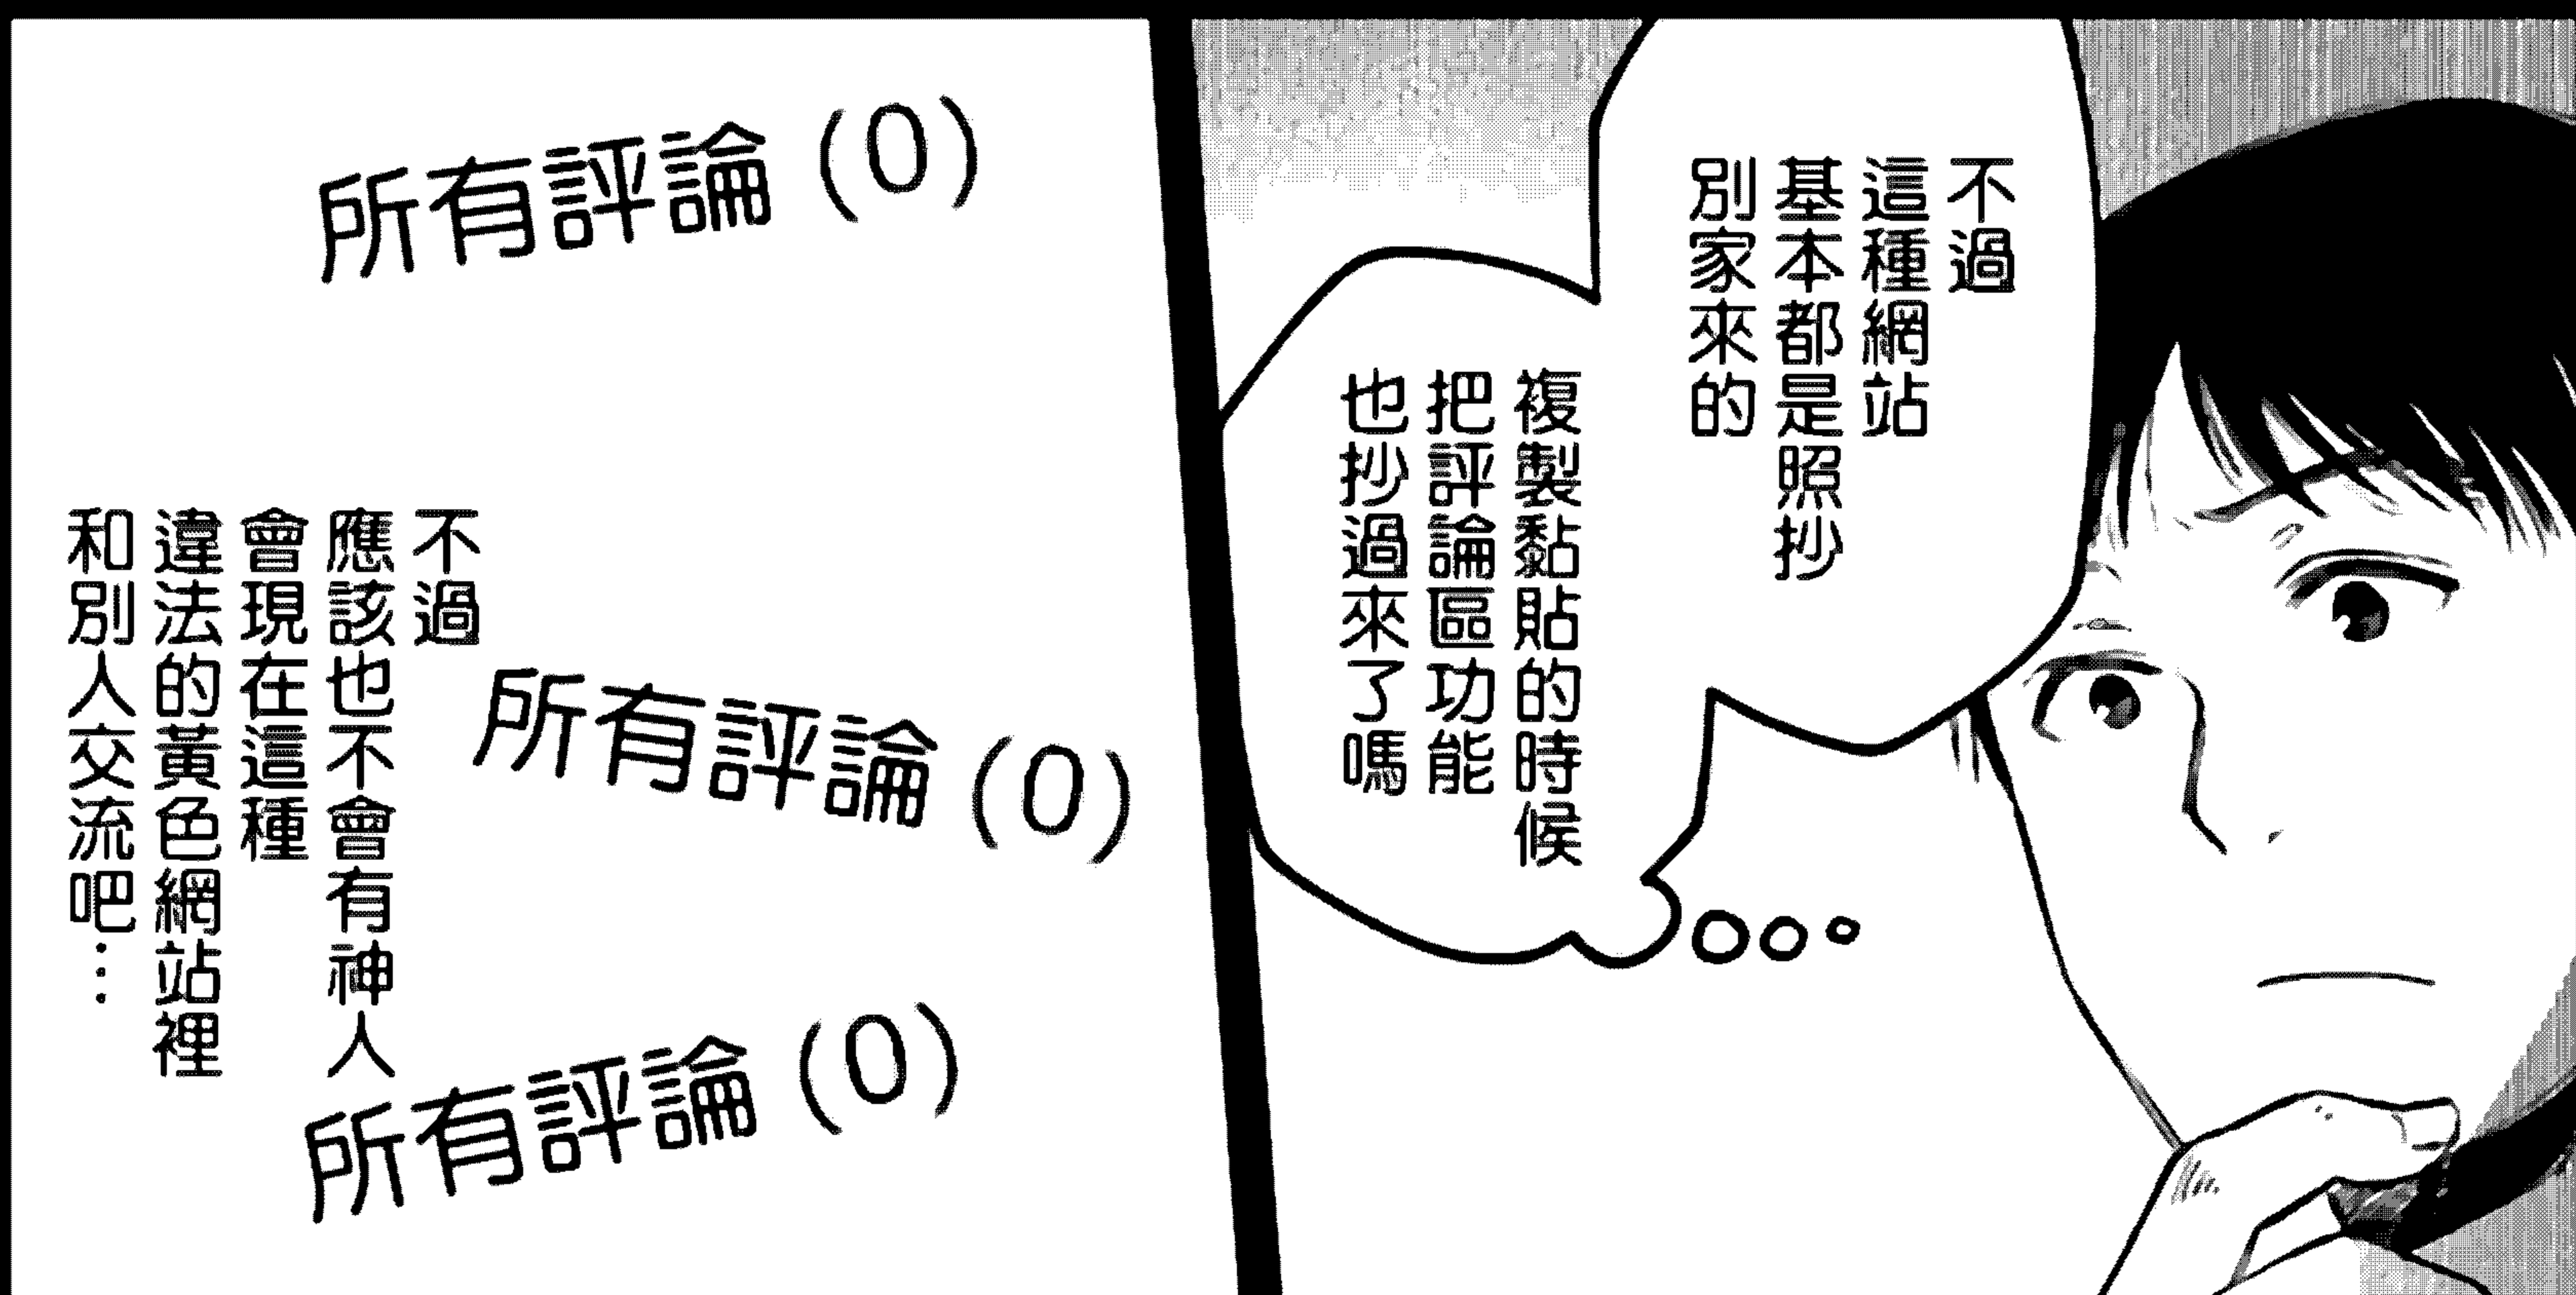 不過
這種網站
基本都是照抄
別家來的
複製黏貼的時候
把評論區功能
也抄過來了嗎
所有評論(0)
不過
應該也不會有神人
會現在這種
違法的黃色網站裡
和別人交流吧…
所有評論(0)
所有評論(0)